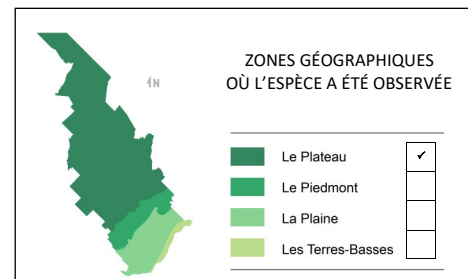 ZONES GÉOGRAPHIQUES
OÙ L'ESPÈCE A ÉTÉ OBSERVÉE
N
Le Plateau ✓
Le Piedmont
La Plaine
Les Terres-Basses